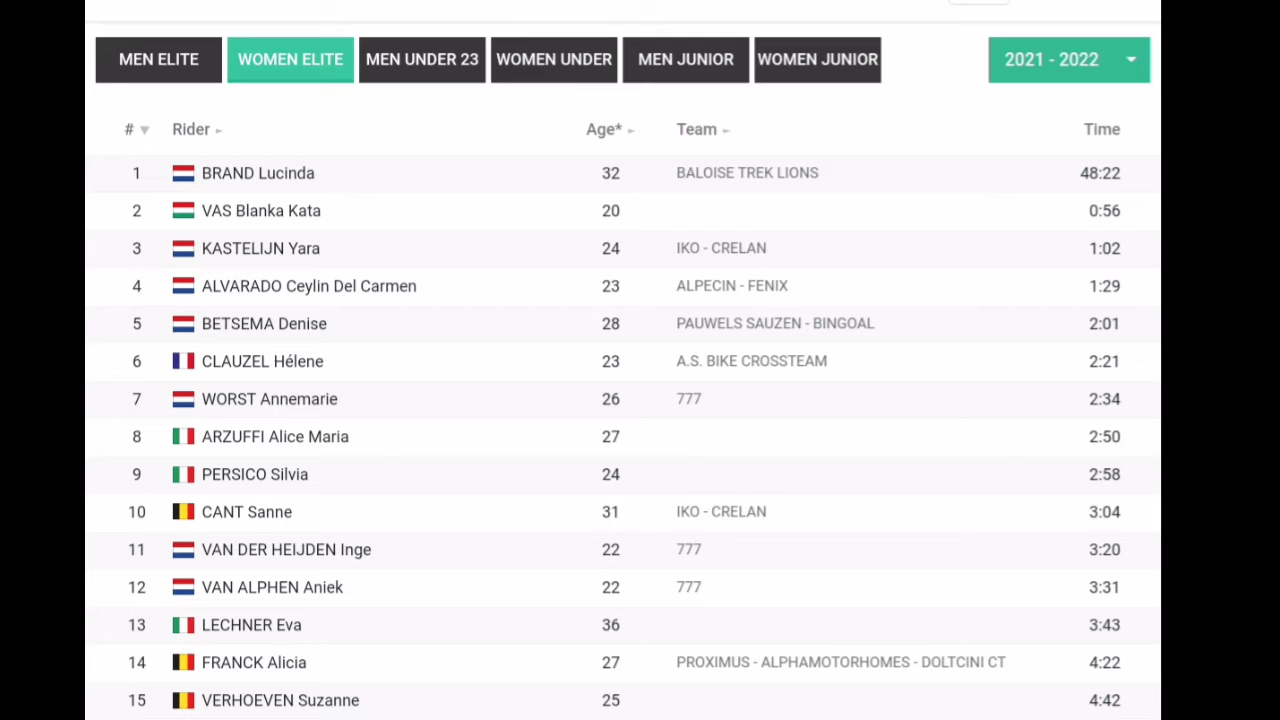 MEN ELITE WOMEN ELITE MEN UNDER 23 WOMEN UNDER MEN JUNIOR WOMEN JUNIOR 2021 - 2022
# Rider Age* Team Time
1 BRAND Lucinda 32 BALOISE TREK LIONS 48:22
2 VAS Blanka Kata 20 0:56
3 KASTELIJN Yara 24 IKO - CRELAN 1:02
4 ALVARADO Ceylin Del Carmen 23 ALPECIN - FENIX 1:29
5 BETSEMA Denise 28 PAUWELS SAUZEN - BINGOAL 2:01
6 CLAUZEL Hélene 23 A.S. BIKE CROSSTEAM 2:21
7 WORST Annemarie 26 777 2:34
8 ARZUFFI Alice Maria 27 2:50
9 PERSICO Silvia 24 2:58
10 CANT Sanne 31 IKO - CRELAN 3:04
11 VAN DER HEIJDEN Inge 22 777 3:20
12 VAN ALPHEN Aniek 22 777 3:31
13 LECHNER Eva 36 3:43
14 FRANCK Alicia 27 PROXIMUS - ALPHAMOTORHOMES - DOLTCINI CT 4:22
15 VERHOEVEN Suzanne 25 4:42